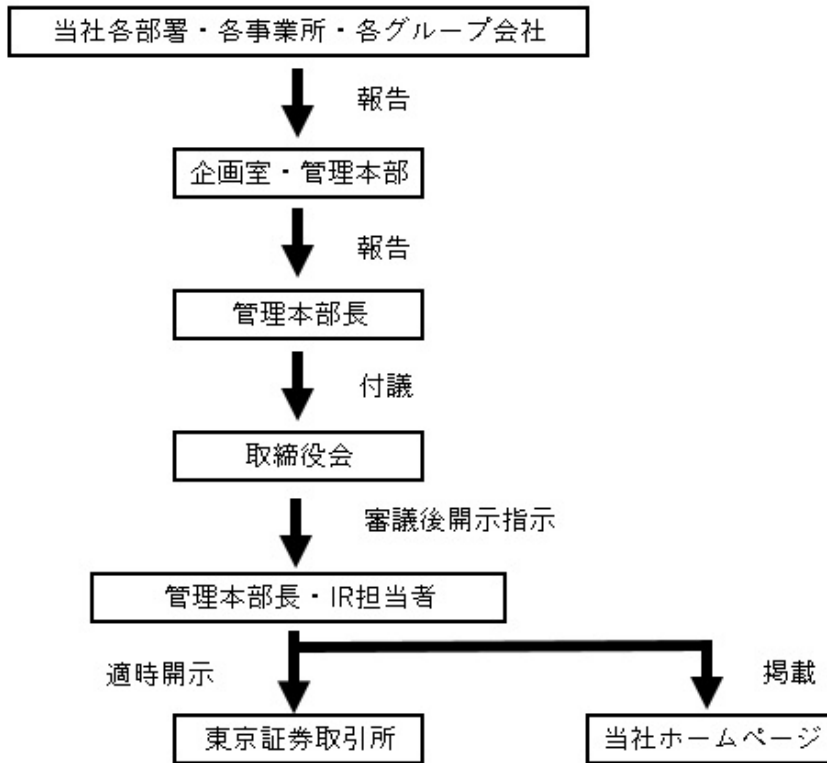 当社各部署・各事業所・各グループ会社
報告
企画室・管理本部
報告
管理本部長
付議
取締役会
審議後開示指示
管理本部長・IR担当者
適時開示
掲載
東京証券取引所
当社ホームページ